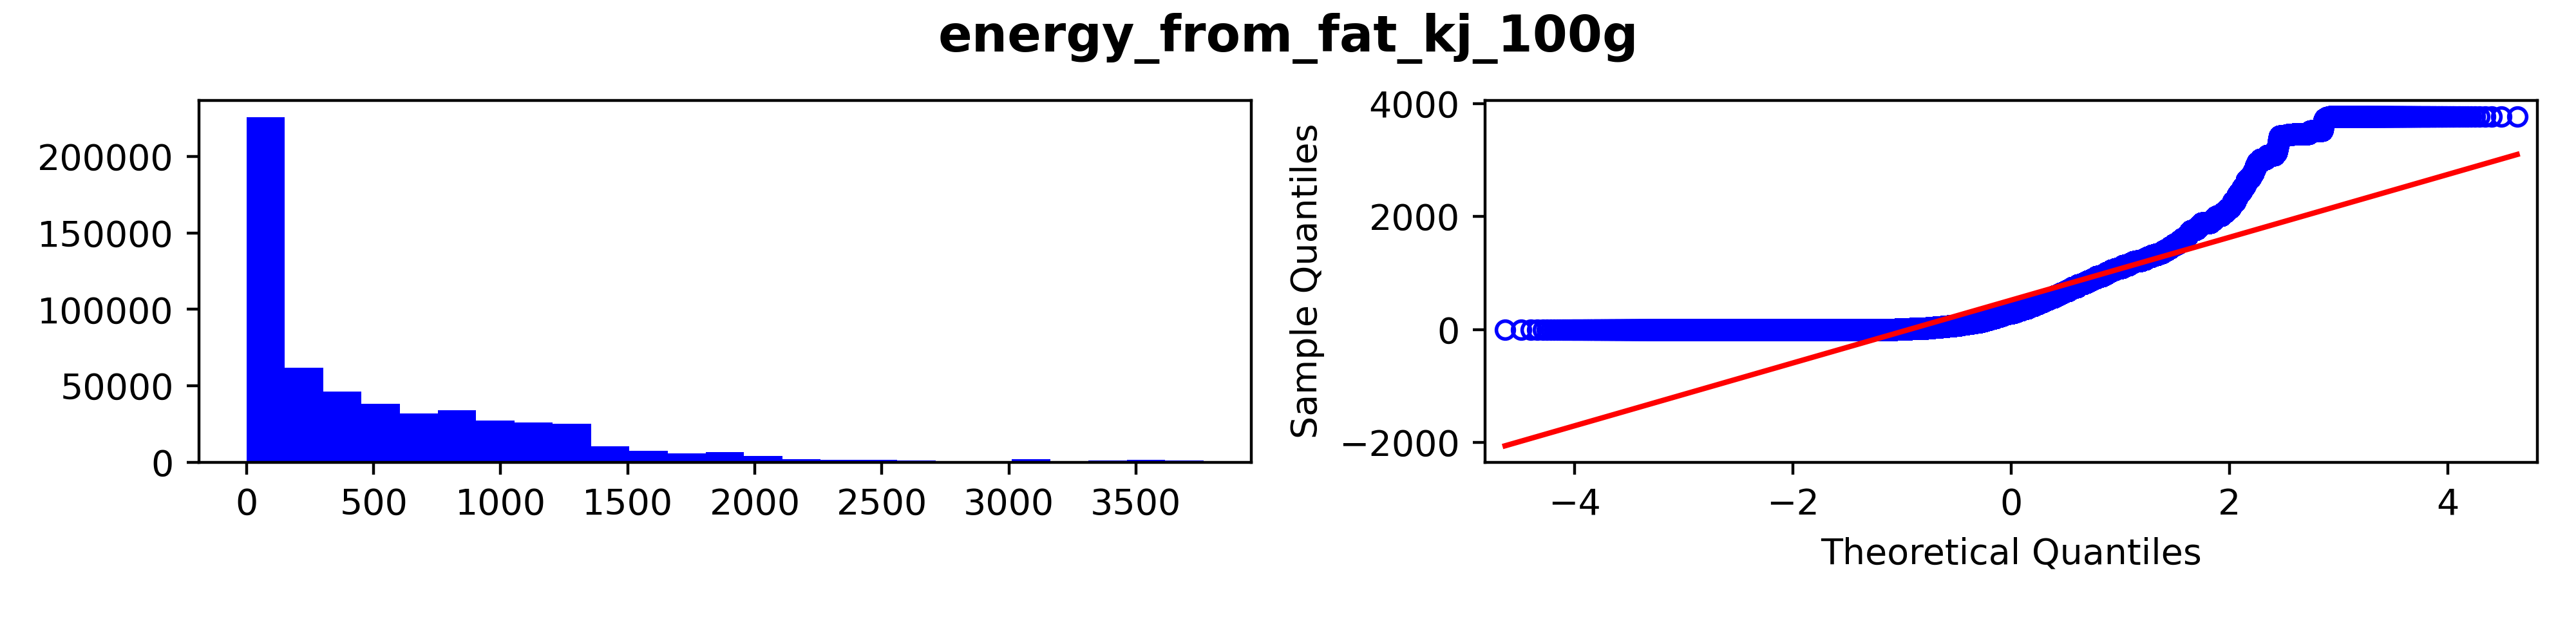 energy_from_fat_kj_100g
200000
150000
100000
50000
0
0 500 1000 1500 2000 2500 3000 3500
Sample Quantiles
4000
2000
0
−2000
−4 −2 0 2 4
Theoretical Quantiles